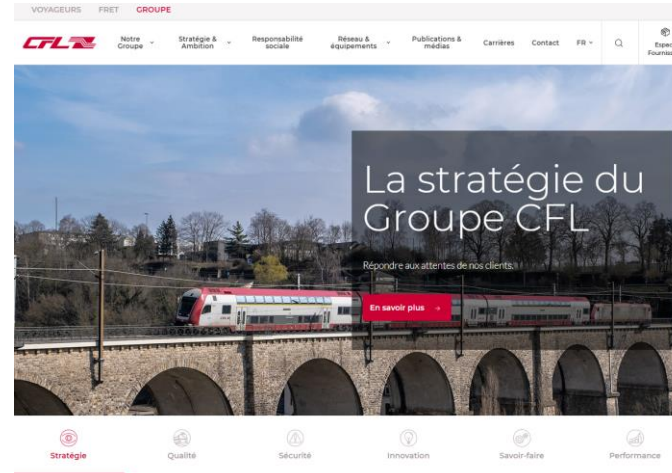 VOYAGEURS FRET GROUPE
CFL
Notre
Groupe
Stratégie &
Ambition
Responsabilité
sociale
Réseau &
équipements
Publications &
médias
Carrières
Contact
FR
La stratégie du
Groupe CFL
Répondre aux attentes de nos clients.
En savoir plus →
Stratégie
Qualité
Sécurité
Innovation
Savoir-faire
Performance